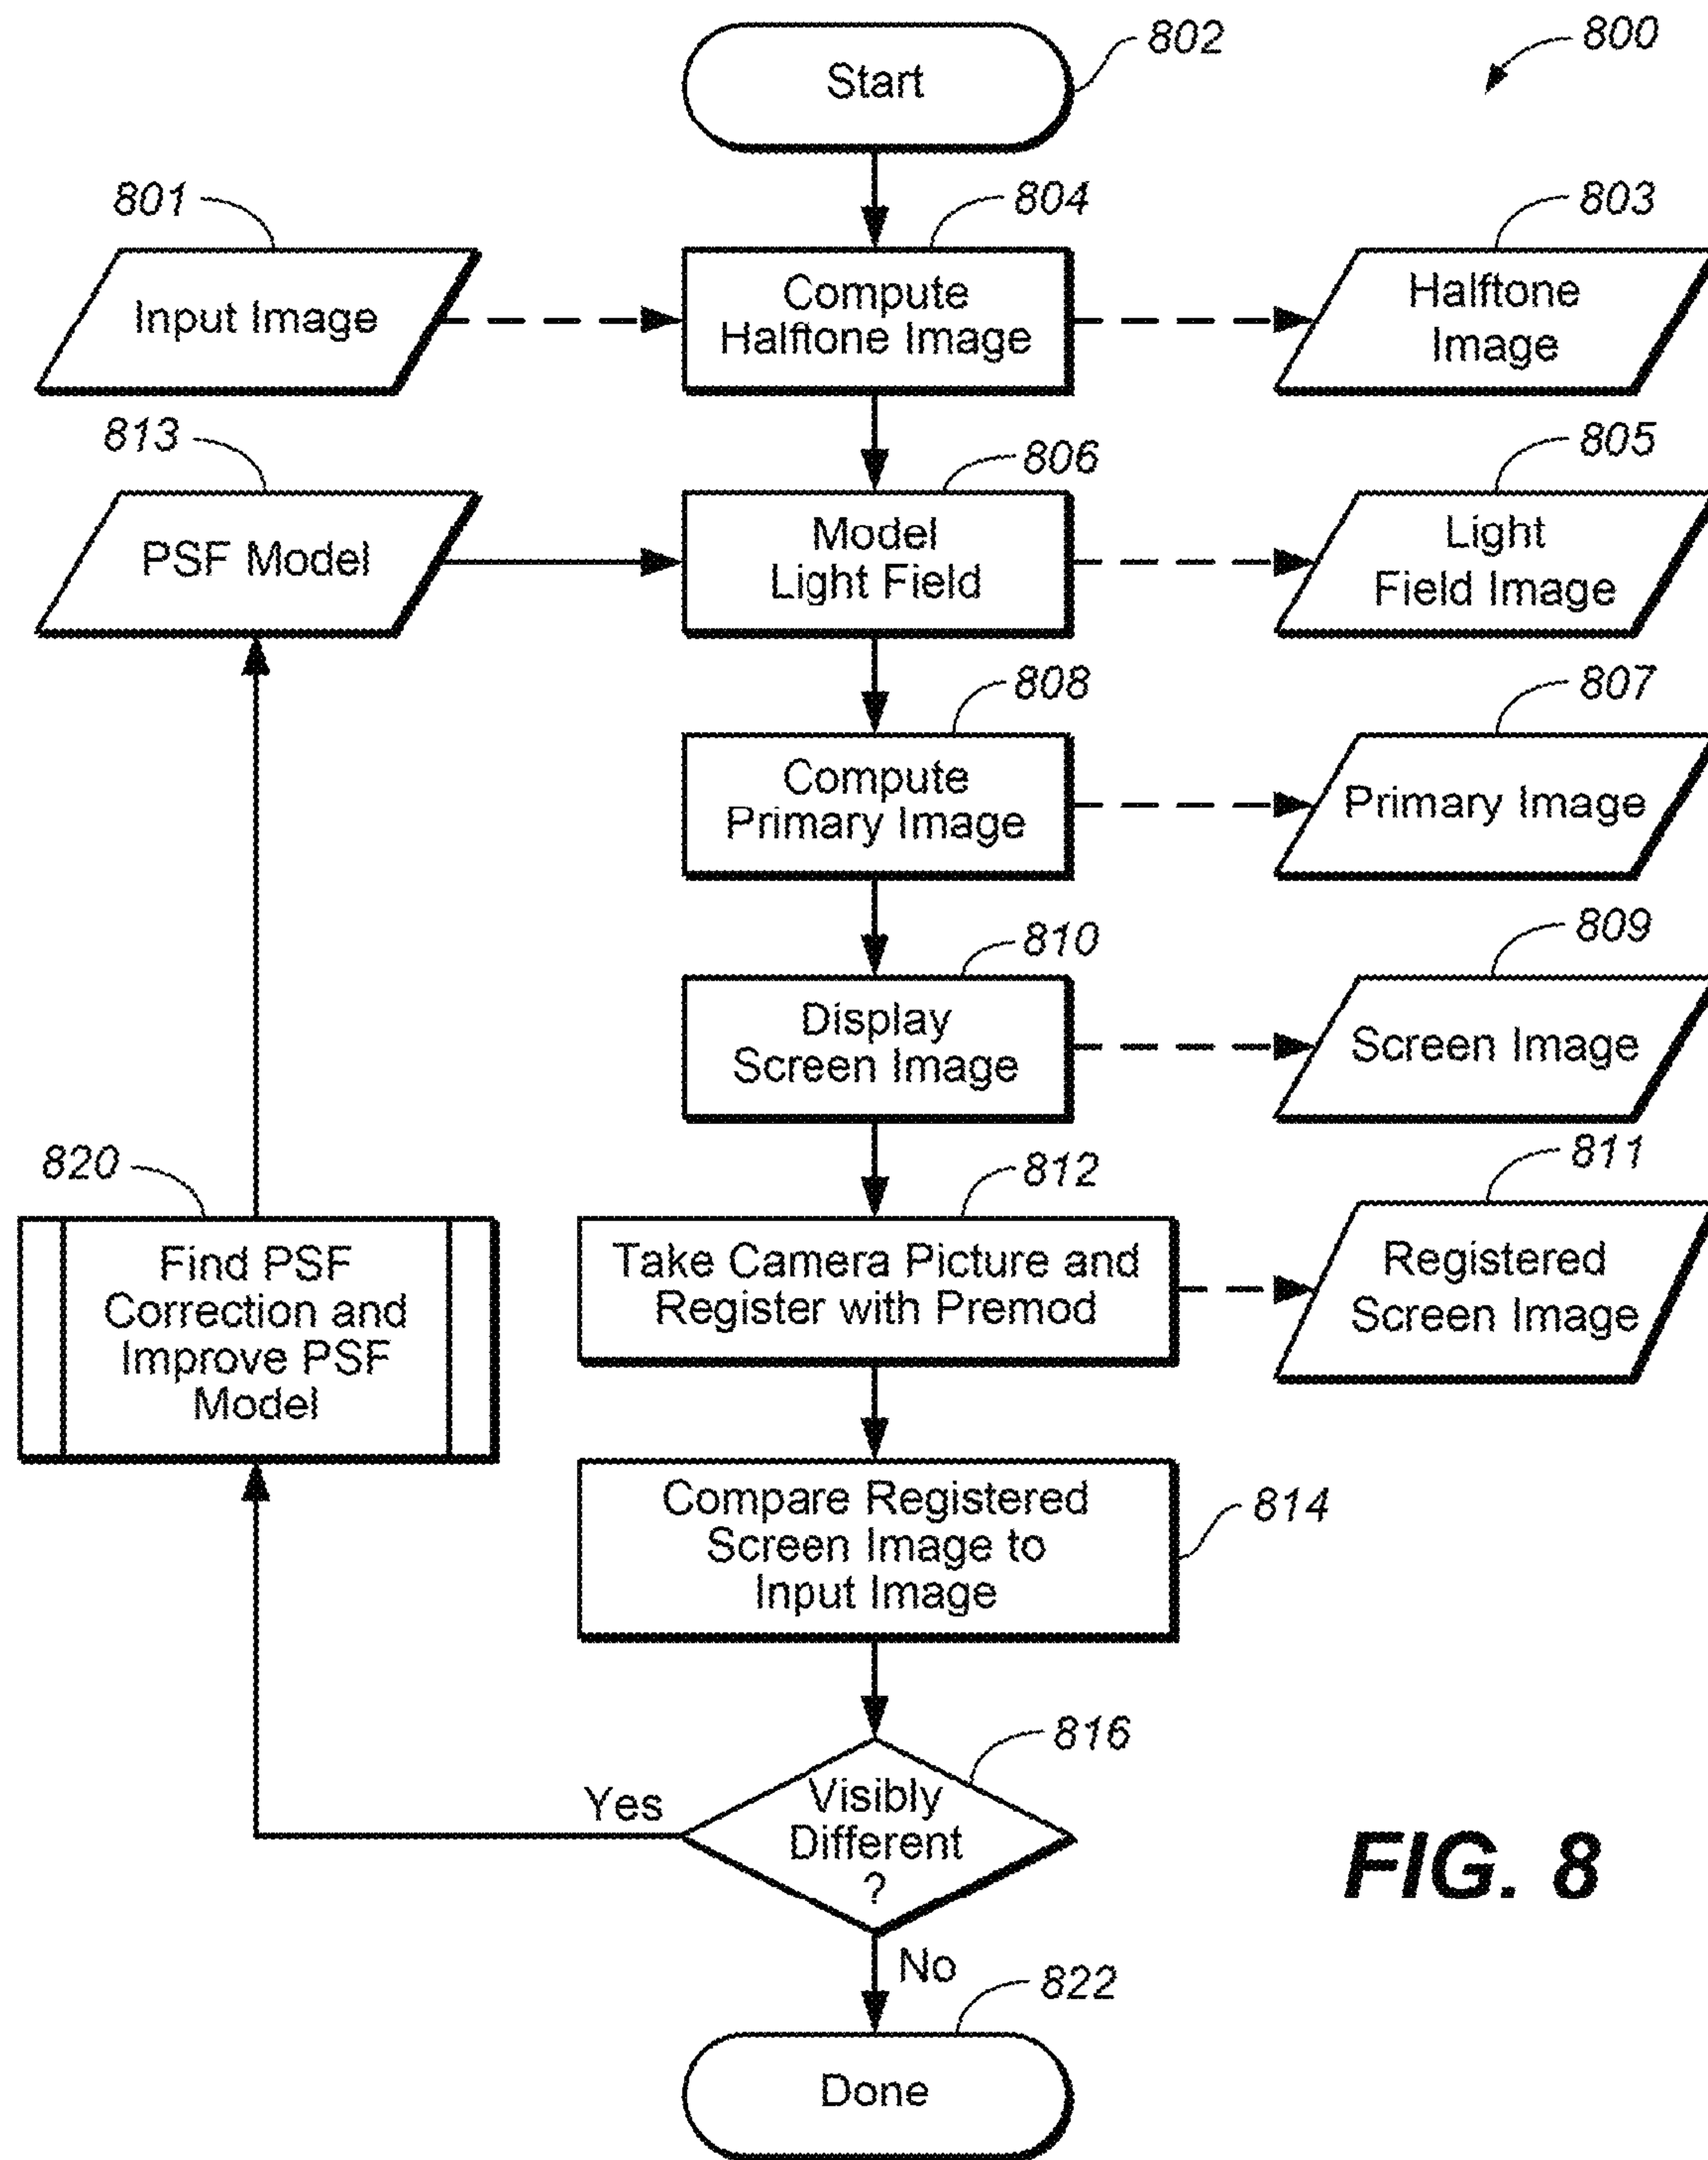 802
800
Start
801
804
803
Input Image
Compute
Halftone Image
Halftone
Image
813
806
805
PSF Model
Model
Light Field
Light
Field Image
808
807
Compute
Primary Image
Primary Image
810
809
Display
Screen Image
Screen Image
820
812
811
Find PSF
Correction and
Improve PSF
Model
Take Camera Picture and
Register with Premod
Registered
Screen Image
Compare Registered
Screen Image to
Input Image
814
816
Yes
Visibly
Different
?
FIG. 8
No
822
Done